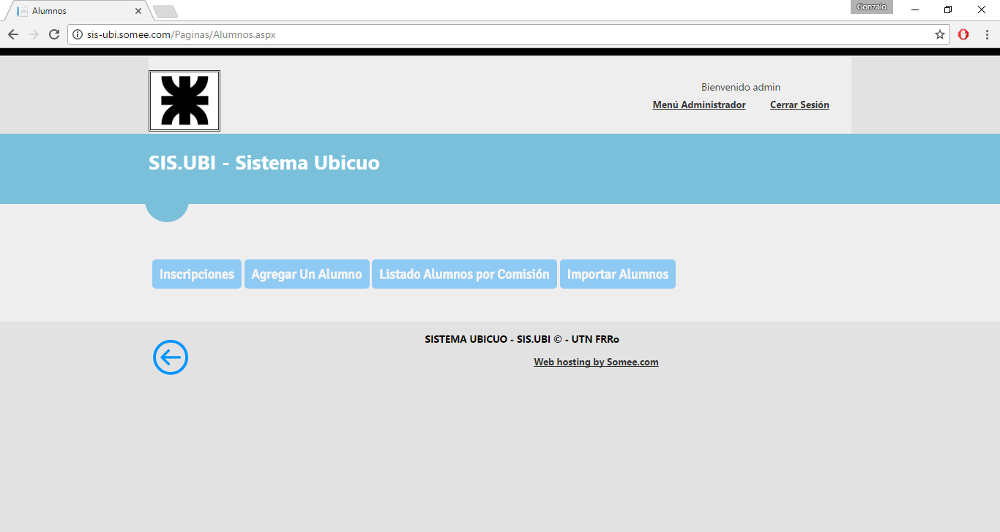 Alumnos
Gonzalo
sis-ubi.somee.com/Paginas/Alumnos.aspx
Bienvenido admin
Menú Administrador Cerrar Sesión
SIS.UBI - Sistema Ubicuo
Inscripciones Agregar Un Alumno Listado Alumnos por Comisión Importar Alumnos
SISTEMA UBICUO - SIS.UBI © - UTN FRRo
Web hosting by Somee.com